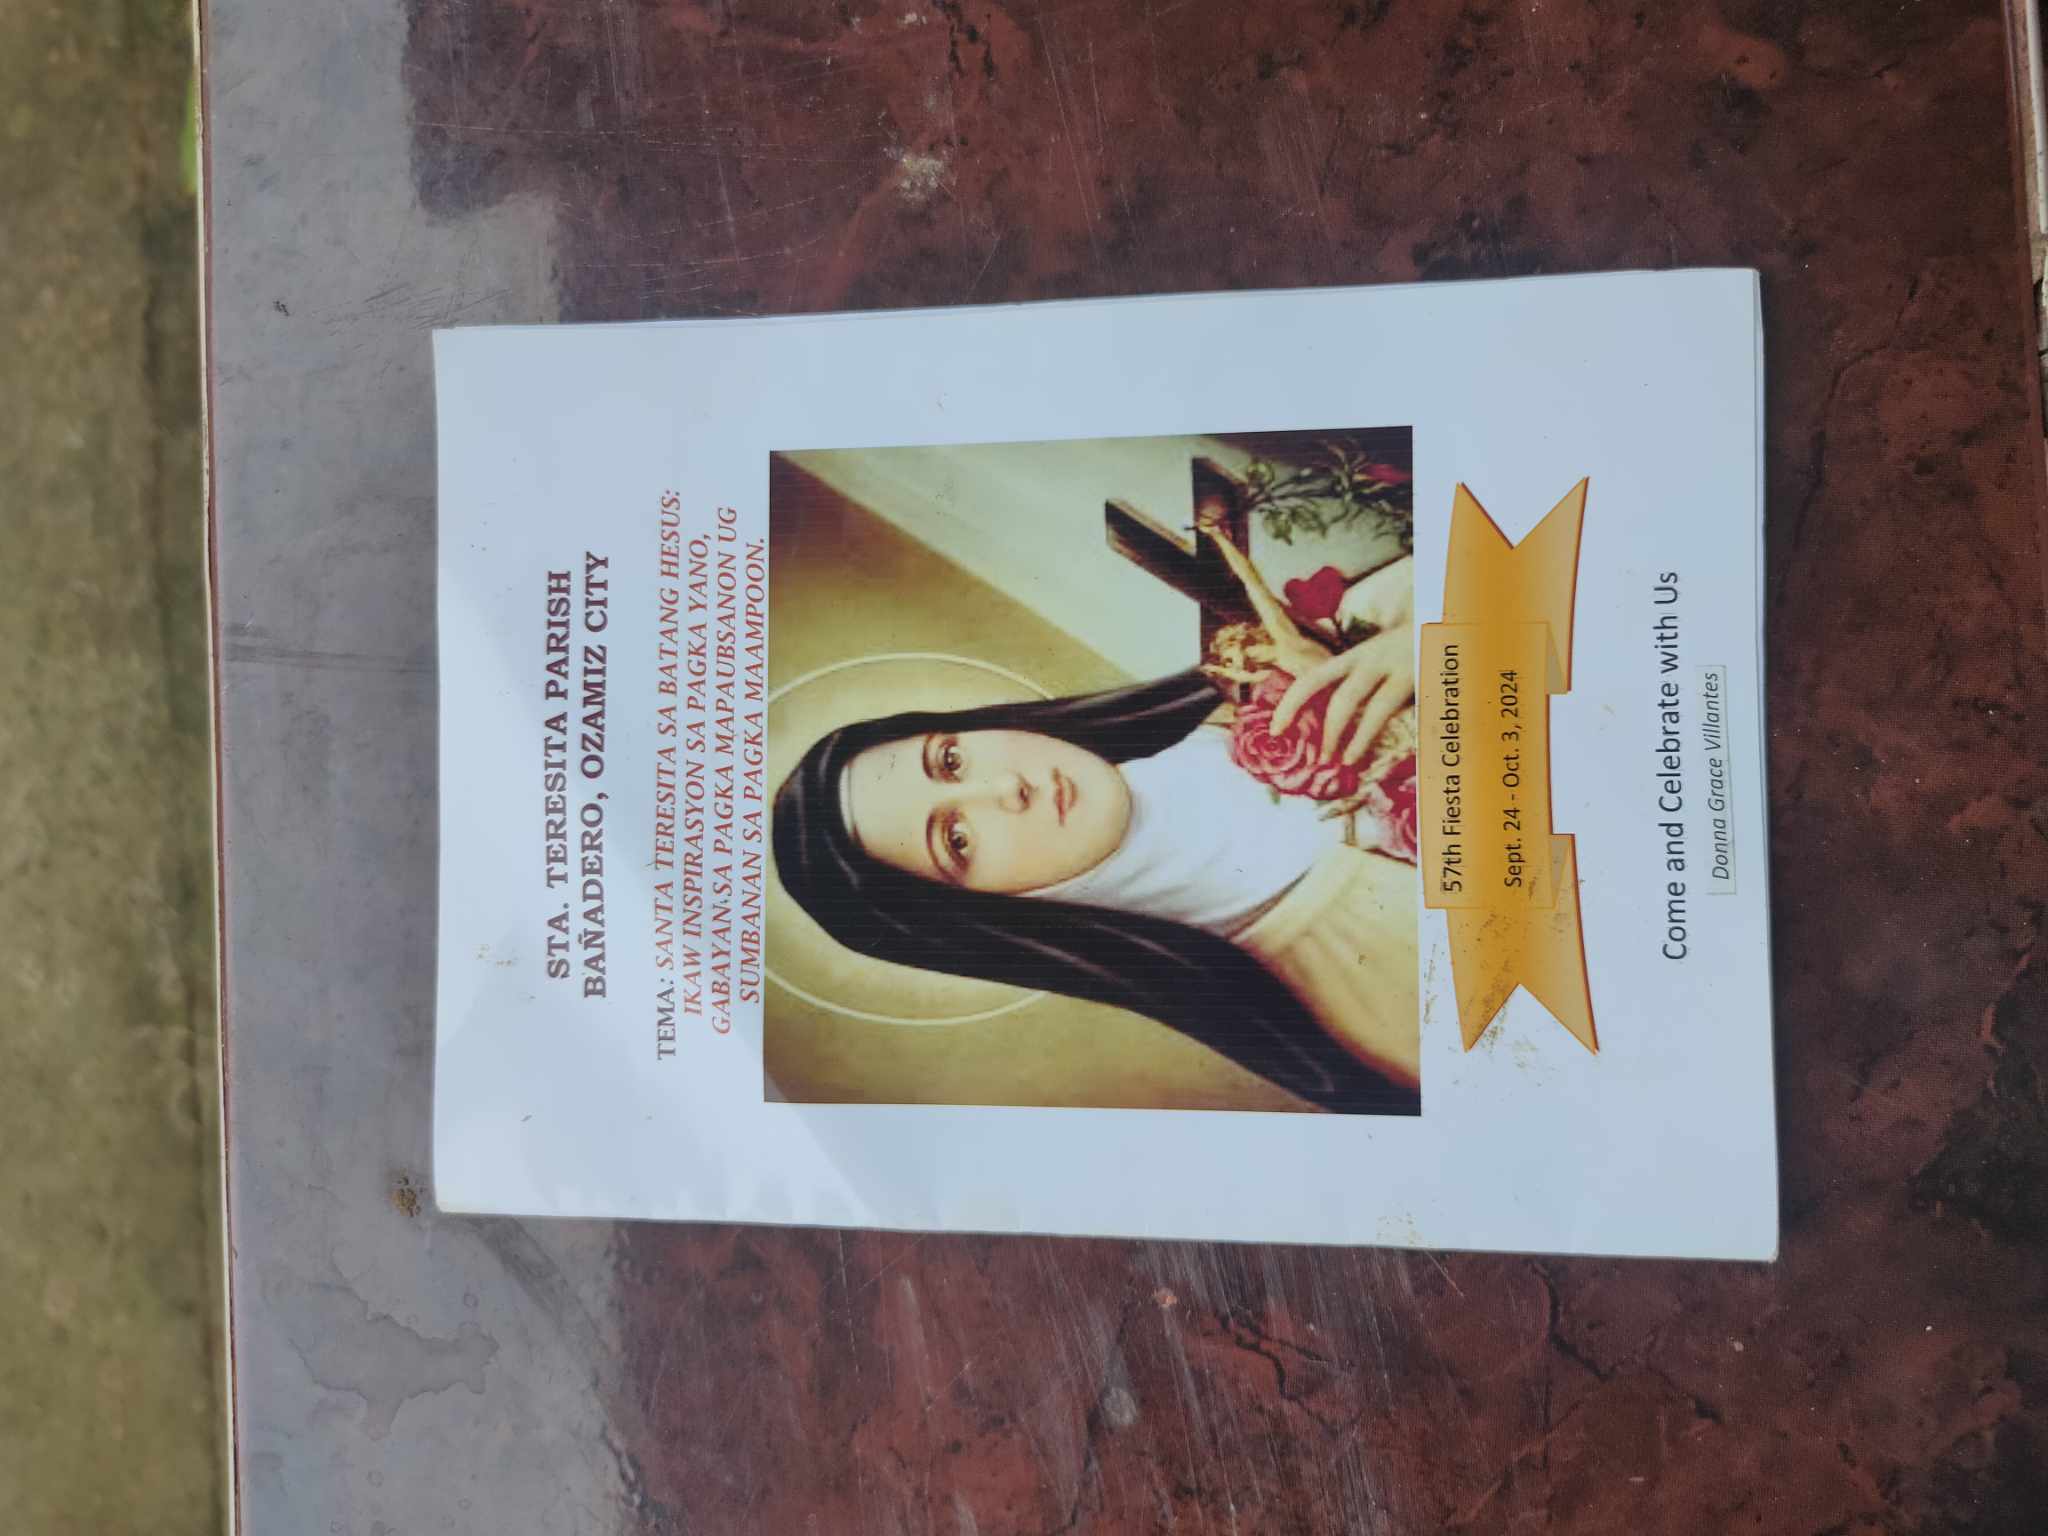 STA. TERESITA PARISH
BAÑADERO, OZAMIZ CITY
TEMA: SANTA TERESITA SA BATANG HESUS:
IKAW INSPIRASYON SA PAGKA YANO,
GABAYAN SA PAGKA MAPAUBSANON UG
SUMBANAN SA PAGKA MAAMPOON.
57th Fiesta Celebration
Sept. 24 - Oct. 3, 2024
Come and Celebrate with Us
Donna Grace Villantes